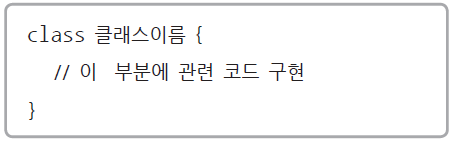 class 클래스이름 {
// 이 부분에 관련 코드 구현
}